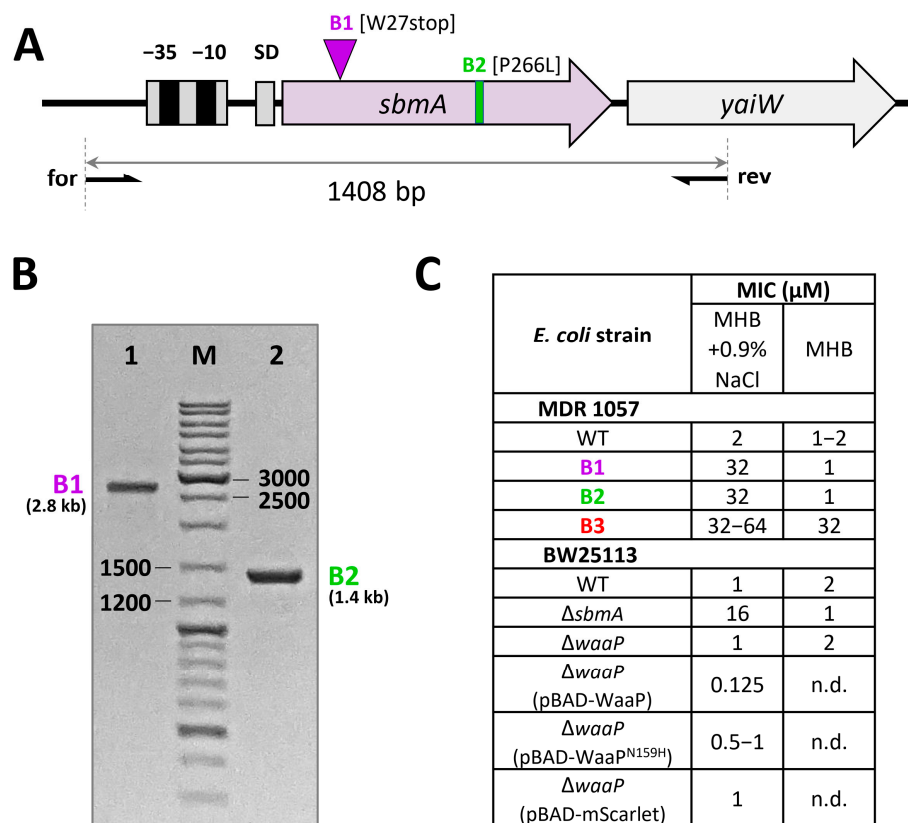 A
B1 [W27stop]
−35 −10 SD
B2 [P266L]
sbmA
yaiW
for
1408 bp
rev
B
1 M 2
B1
(2.8 kb)
3000
2500
1500
1200
B2
(1.4 kb)
C
E. coli strain
MIC (µM)
MHB
+0.9%
NaCl
MHB
MDR 1057
WT 2 1−2
B1 32 1
B2 32 1
B3 32−64 32
BW25113
WT 1 2
ΔsbmA 16 1
ΔwaaP 1 2
ΔwaaP
(pBAD-WaaP) 0.125 n.d.
ΔwaaP
(pBAD-WaaPN159H) 0.5−1 n.d.
ΔwaaP
(pBAD-mScarlet) 1 n.d.